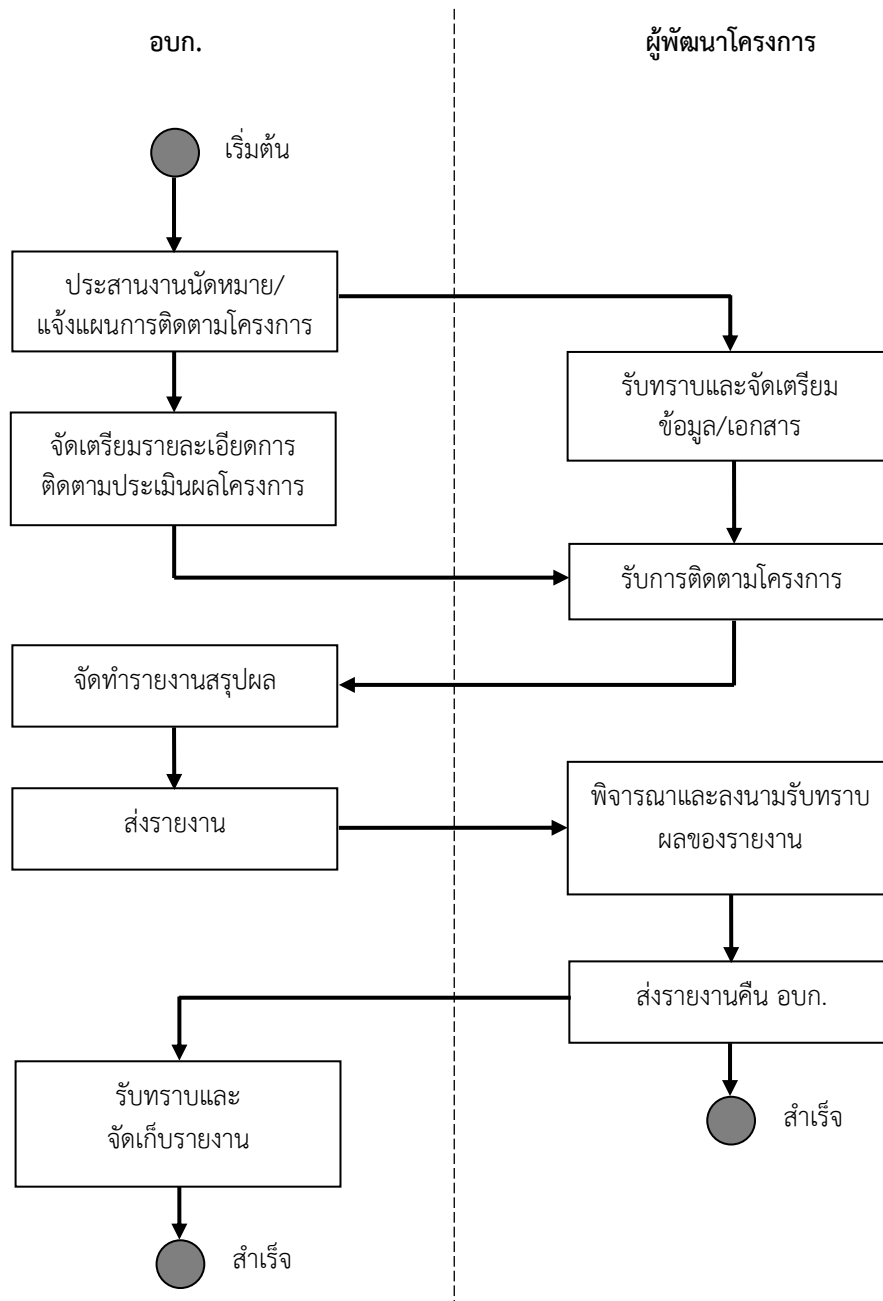 อบก.
ผู้พัฒนาโครงการ
เริ่มต้น
ประสานงานนัดหมาย/
แจ้งแผนการติดตามโครงการ
รับทราบและจัดเตรียม
ข้อมูล/เอกสาร
จัดเตรียมรายละเอียดการ
ติดตามประเมินผลโครงการ
รับการติดตามโครงการ
จัดทำรายงานสรุปผล
ส่งรายงาน
พิจารณาและลงนามรับทราบ
ผลของรายงาน
ส่งรายงานคืน อบก.
รับทราบและ
จัดเก็บรายงาน
สำเร็จ
สำเร็จ